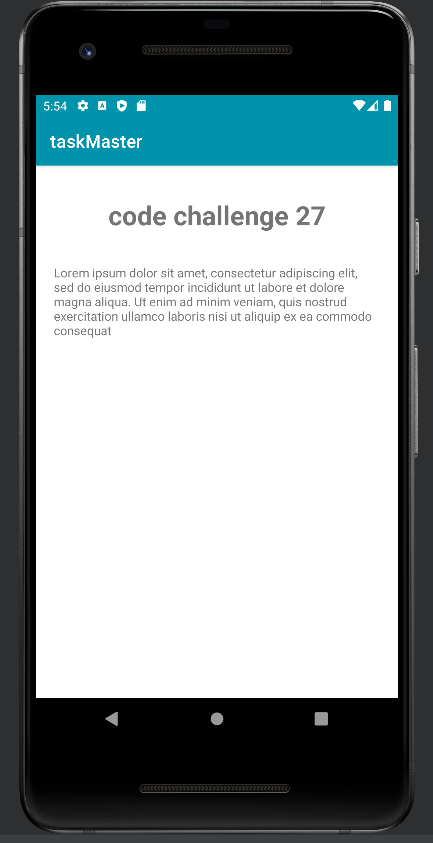 5:54
taskMaster
code challenge 27
Lorem ipsum dolor sit amet, consectetur adipiscing elit,
sed do eiusmod tempor incididunt ut labore et dolore
magna aliqua. Ut enim ad minim veniam, quis nostrud
exercitation ullamco laboris nisi ut aliquip ex ea commodo
consequat